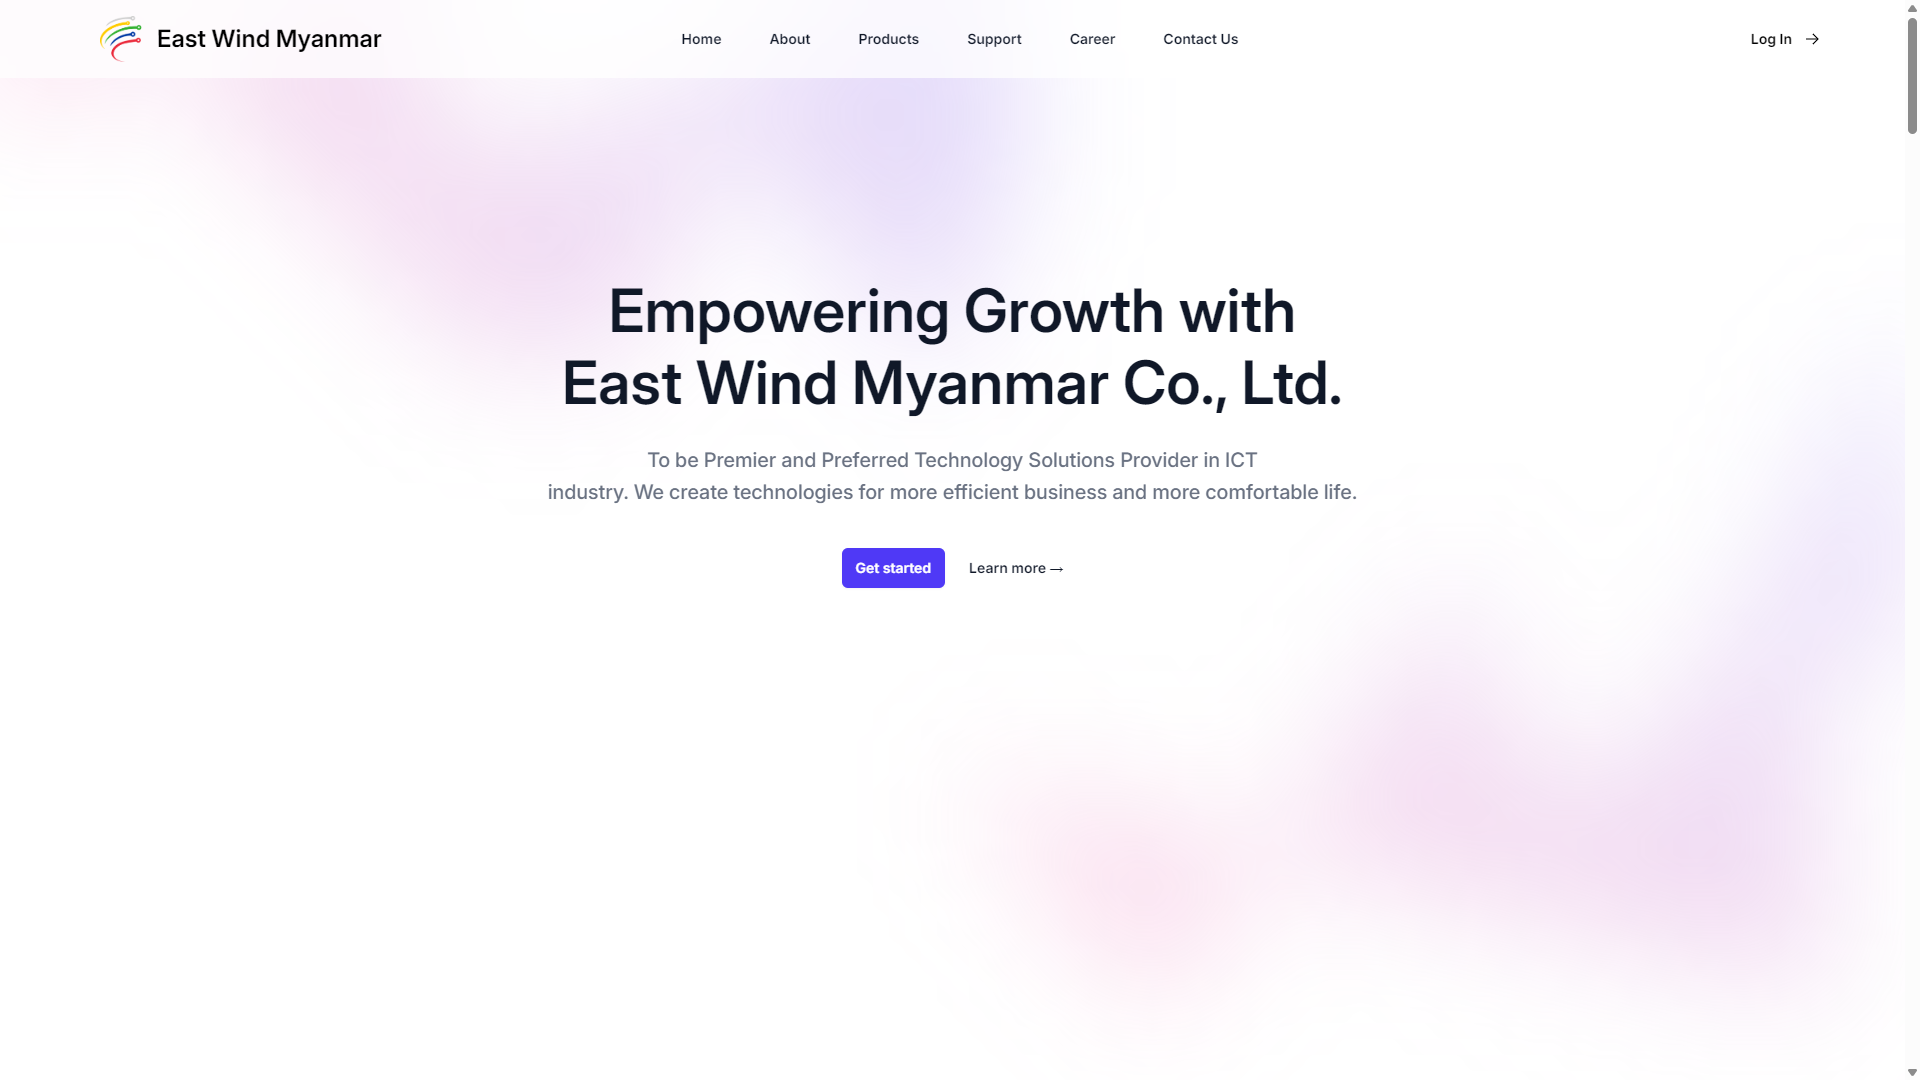 East Wind Myanmar
Home
About
Products
Support
Career
Contact Us
Log In →
Empowering Growth with
East Wind Myanmar Co., Ltd.
To be Premier and Preferred Technology Solutions Provider in ICT
industry. We create technologies for more efficient business and more comfortable life.
Get started
Learn more →